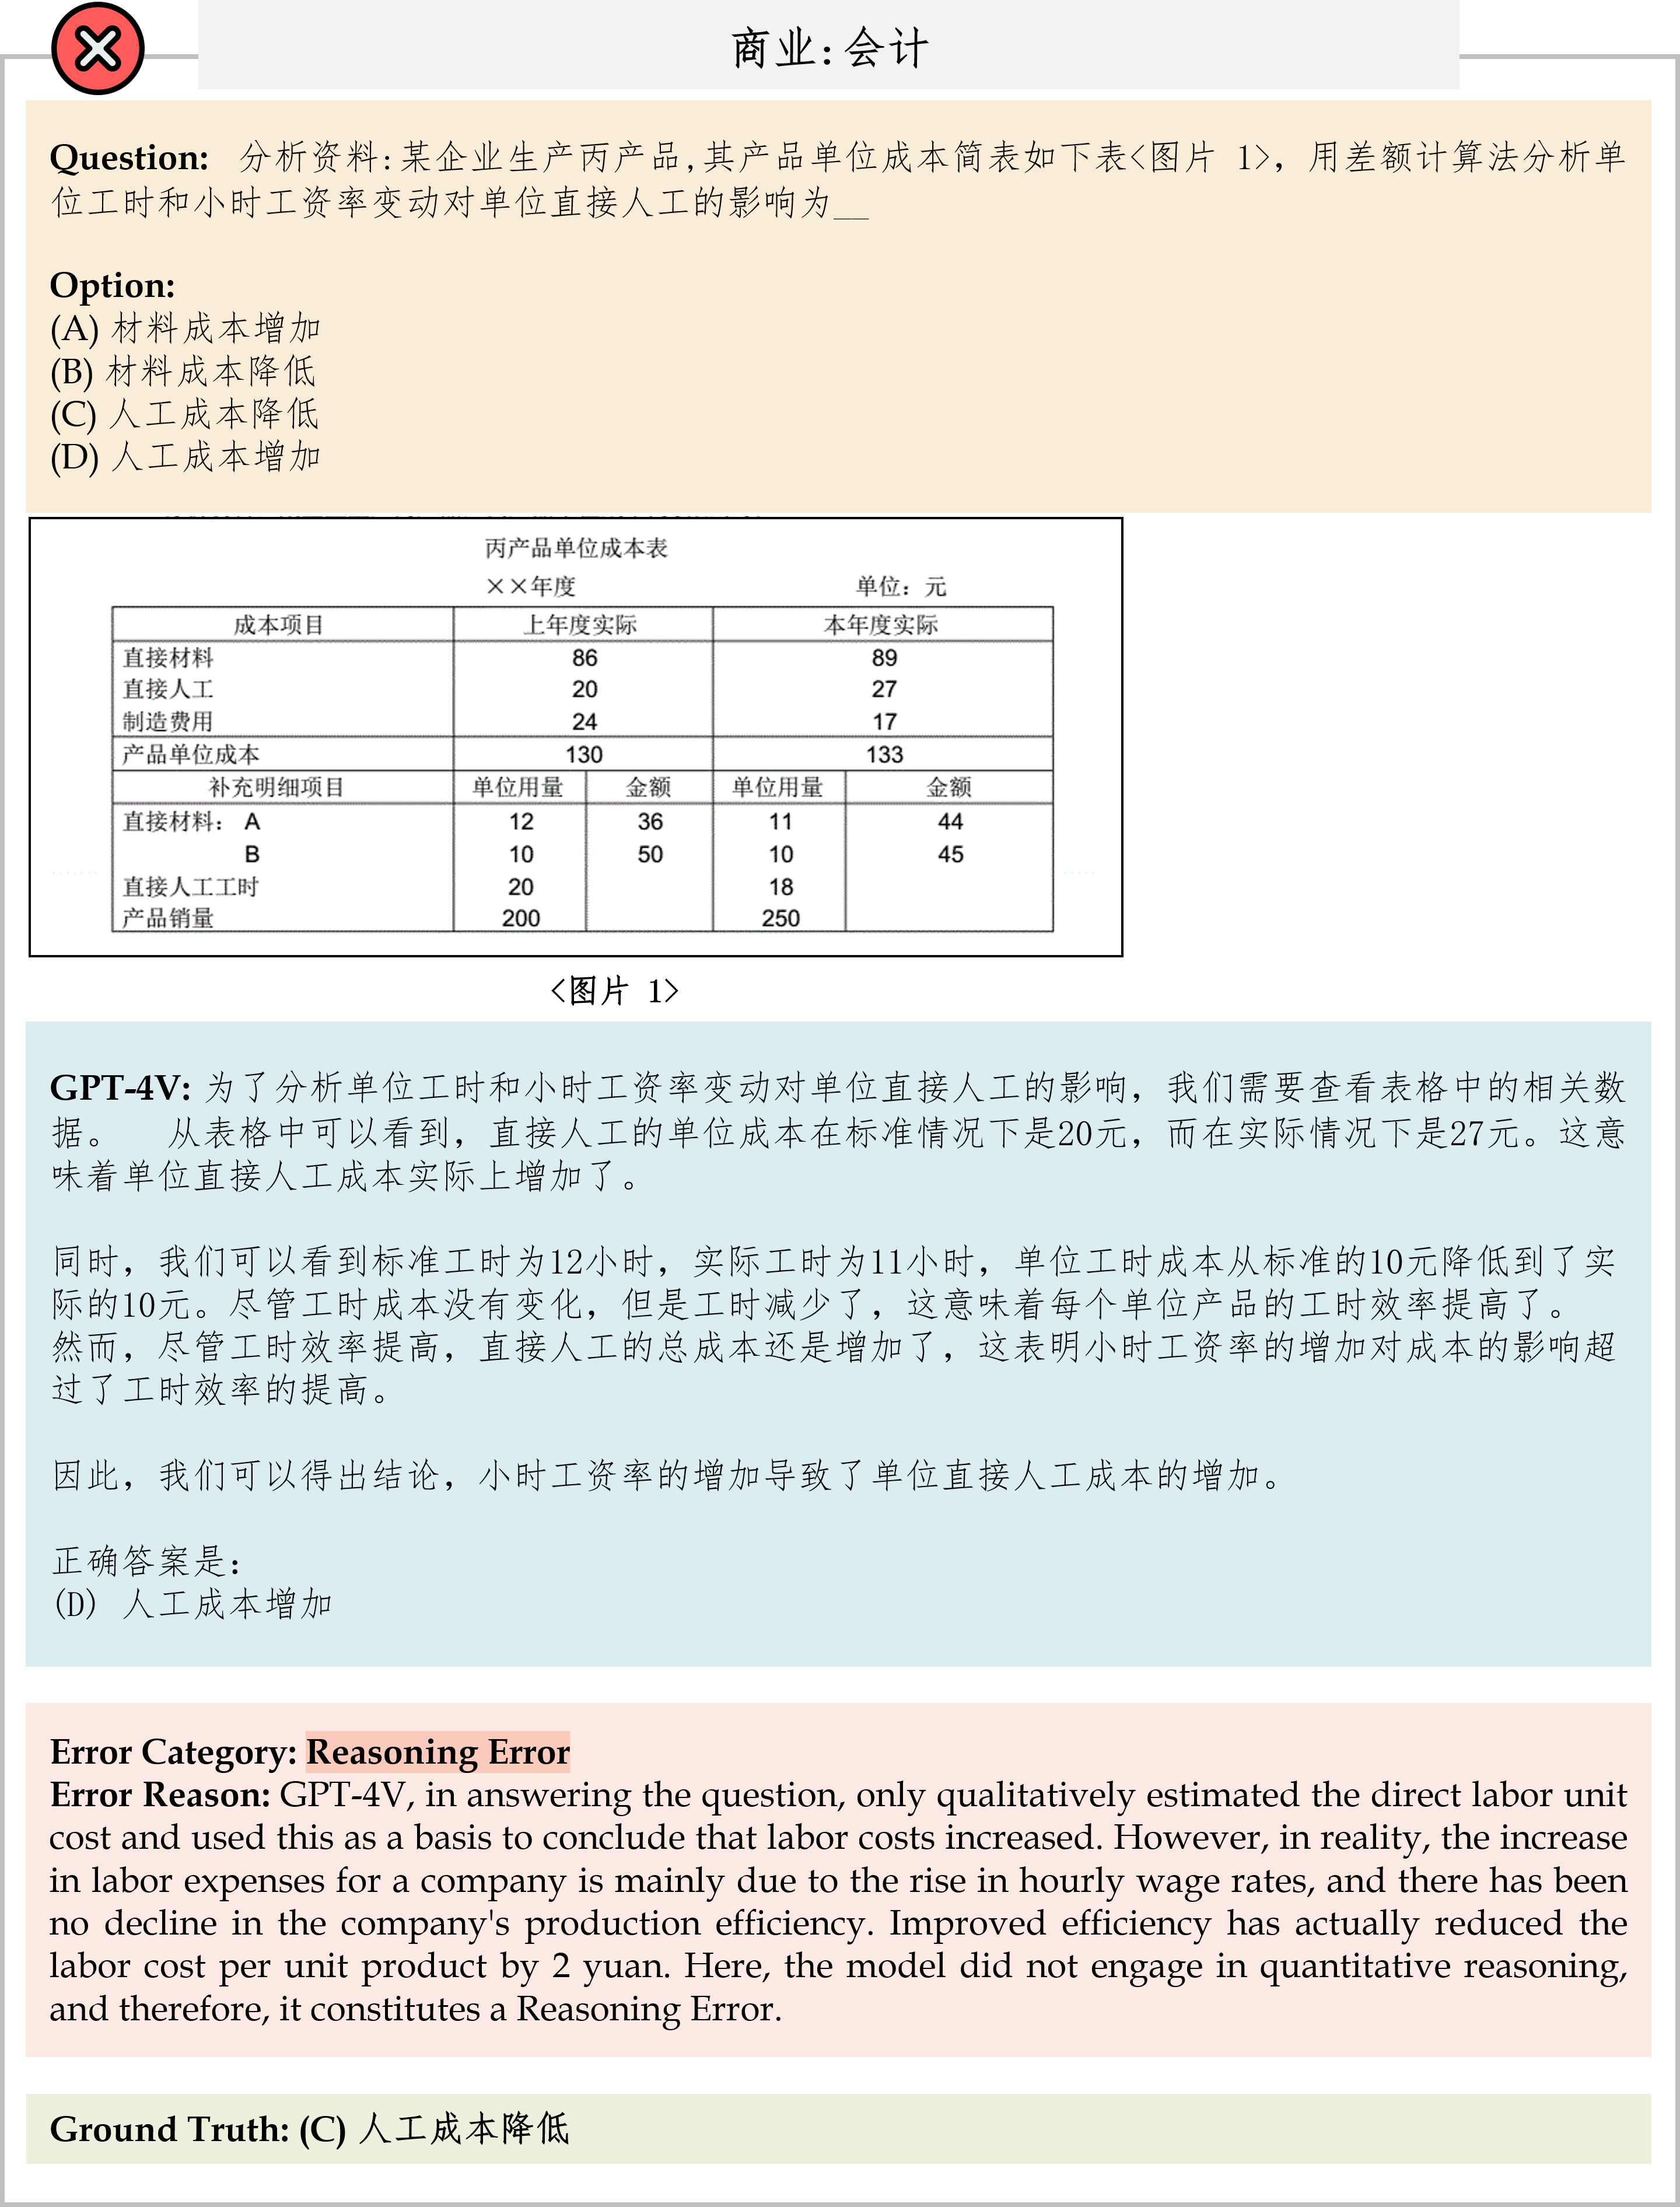 商业:会计
Question: 分析资料:某企业生产丙产品,其产品单位成本简表如下表<图片 1>，用差额计算法分析单
位工时和小时工资率变动对单位直接人工的影响为__
Option:
(A) 材料成本增加
(B) 材料成本降低
(C) 人工成本降低
(D) 人工成本增加
丙产品单位成本表
××年度 单位：元
成本项目 上年度实际 本年度实际
直接材料 86 89
直接人工 20 27
制造费用 24 17
产品单位成本 130 133
补充明细项目 单位用量 金额 单位用量 金额
直接材料： A 12 36 11 44
B 10 50 10 45
直接人工工时 20 18
产品销量 200 250
<图片 1>
GPT-4V: 为了分析单位工时和小时工资率变动对单位直接人工的影响，我们需要查看表格中的相关数
据。 从表格中可以看到，直接人工的单位成本在标准情况下是20元，而在实际情况下是27元。这意
味着单位直接人工成本实际上增加了。
同时，我们可以看到标准工时为12小时，实际工时为11小时，单位工时成本从标准的10元降低到了实
际的10元。尽管工时成本没有变化，但是工时减少了，这意味着每个单位产品的工时效率提高了。
然而，尽管工时效率提高，直接人工的总成本还是增加了，这表明小时工资率的增加对成本的影响超
过了工时效率的提高。
因此，我们可以得出结论，小时工资率的增加导致了单位直接人工成本的增加。
正确答案是：
(D) 人工成本增加
Error Category: Reasoning Error
Error Reason: GPT-4V, in answering the question, only qualitatively estimated the direct labor unit
cost and used this as a basis to conclude that labor costs increased. However, in reality, the increase
in labor expenses for a company is mainly due to the rise in hourly wage rates, and there has been
no decline in the company's production efficiency. Improved efficiency has actually reduced the
labor cost per unit product by 2 yuan. Here, the model did not engage in quantitative reasoning,
and therefore, it constitutes a Reasoning Error.
Ground Truth: (C) 人工成本降低